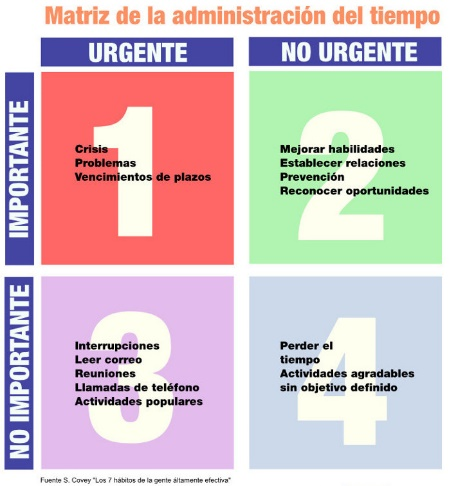 Matriz de la administración del tiempo
URGENTE
NO URGENTE
IMPORTANTE
1
Crisis
Problemas
Vencimientos de plazos
2
Mejorar habilidades
Establecer relaciones
Prevención
Reconocer oportunidades
NO IMPORTANTE
3
Interrupciones
Leer correo
Reuniones
Llamadas de teléfono
Actividades populares
4
Perder el
tiempo
Actividades agradables
sin objetivo definido
Fuente S. Covey "Los 7 hábitos de la gente áltamente efectiva"